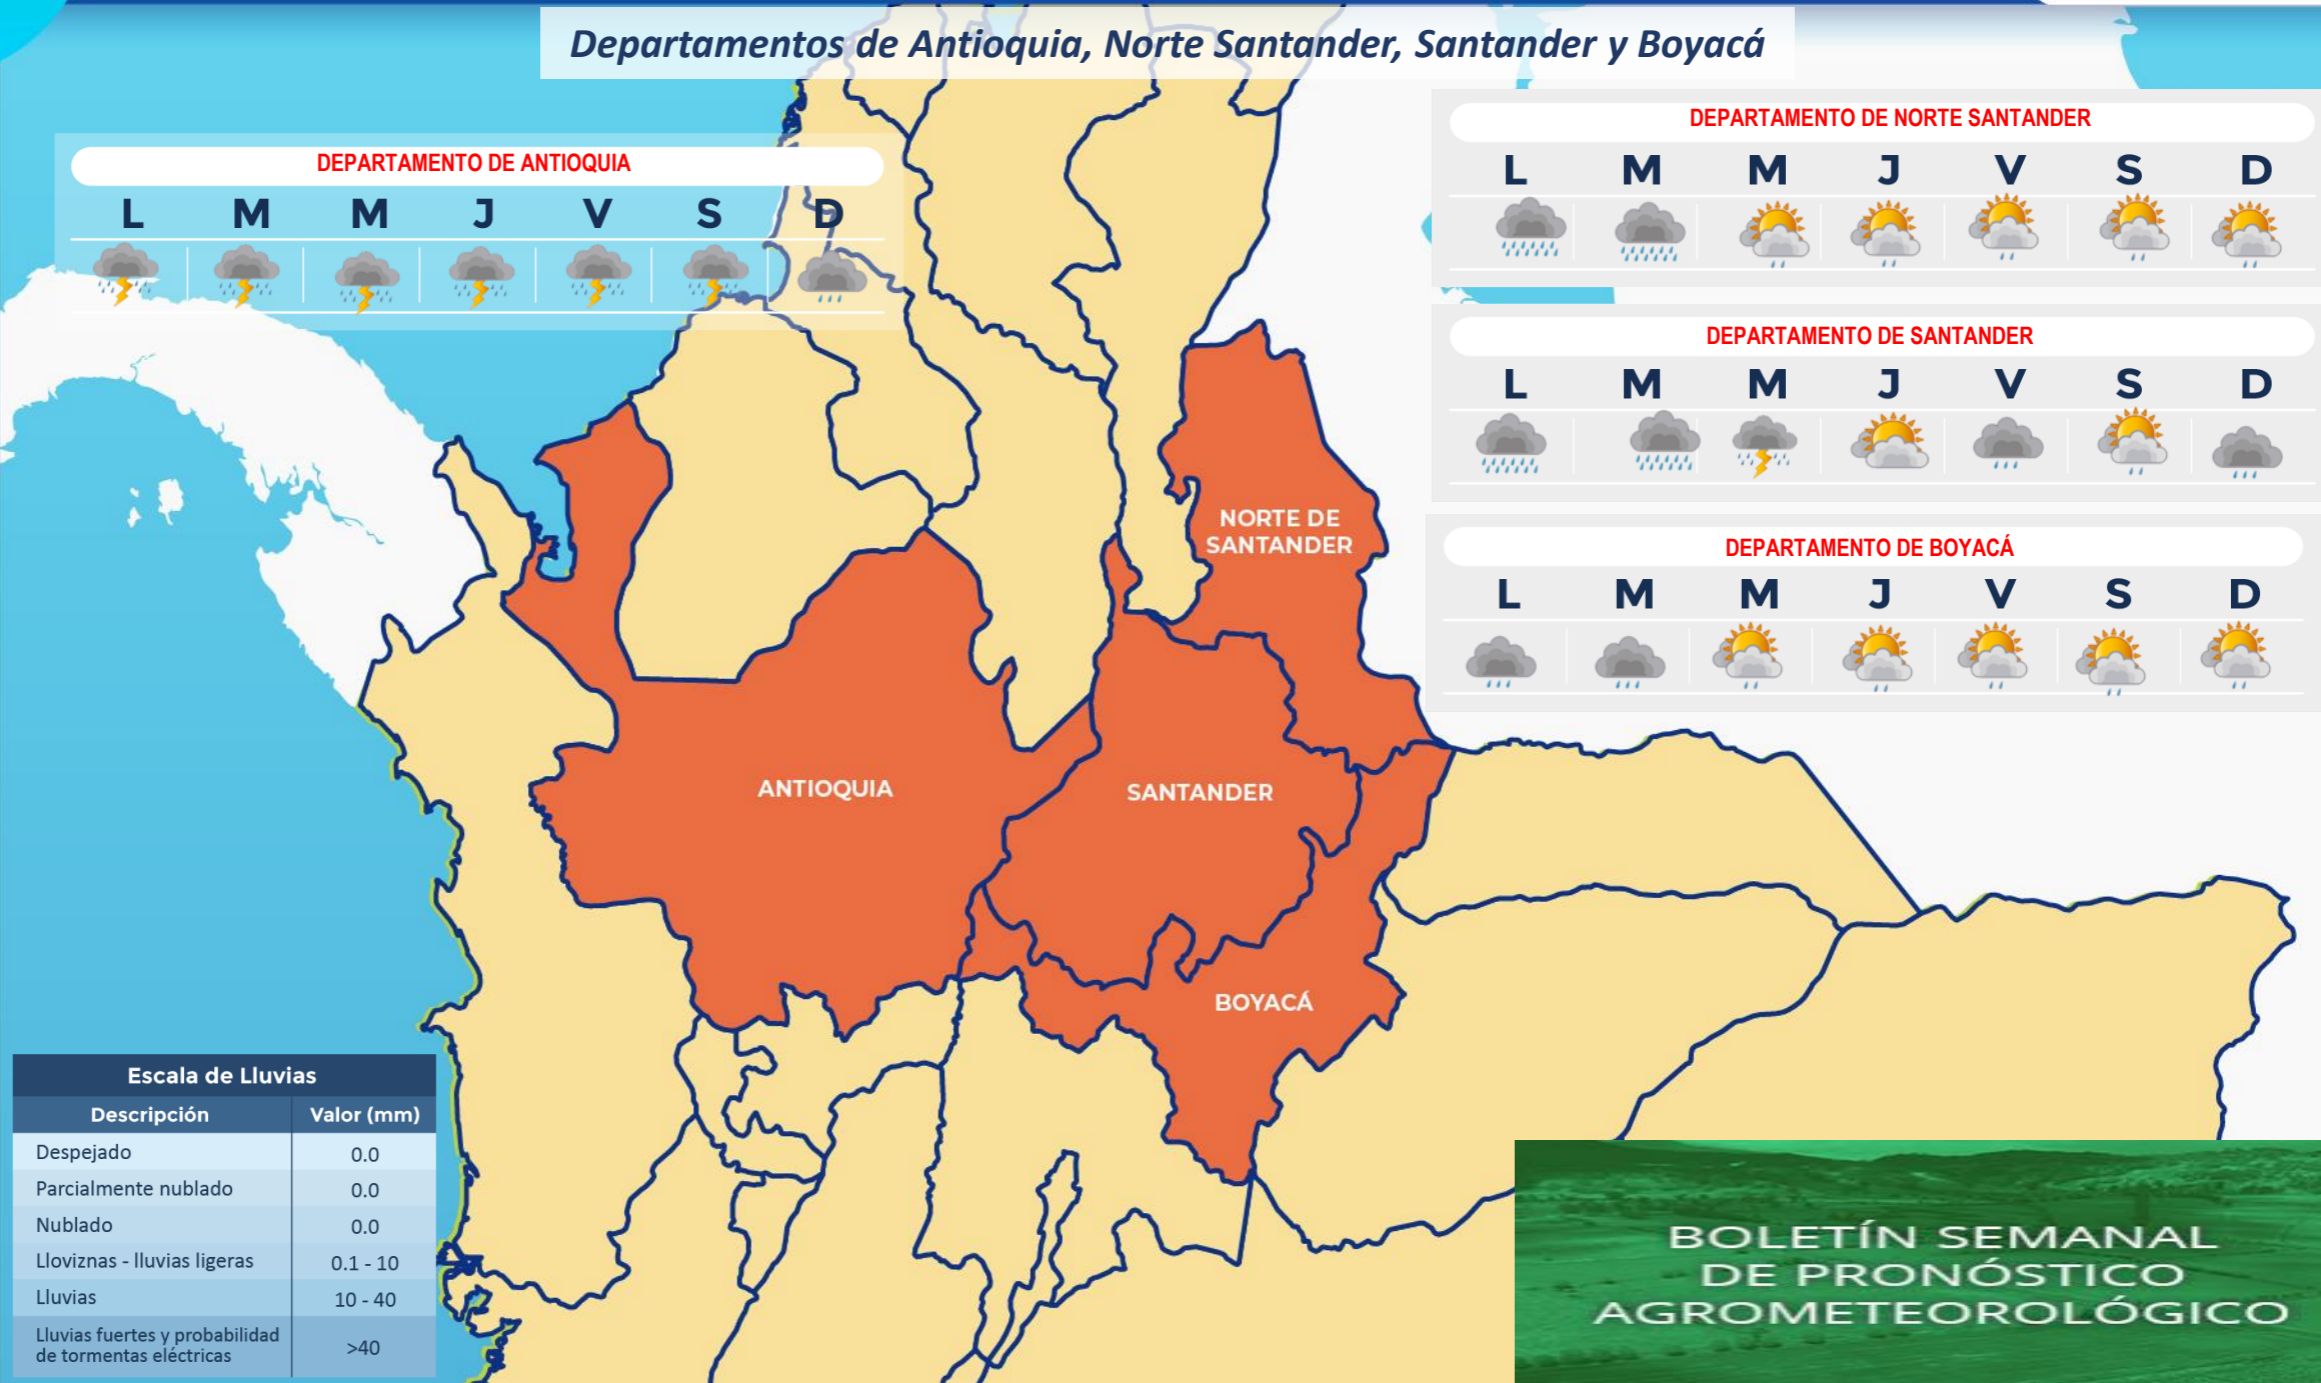 Departamentos de Antioquia, Norte Santander, Santander y Boyacá
DEPARTAMENTO DE ANTIOQUIA
L M M J V S D
DEPARTAMENTO DE NORTE SANTANDER
L M M J V S D
DEPARTAMENTO DE SANTANDER
L M M J V S D
DEPARTAMENTO DE BOYACÁ
L M M J V S D
NORTE DE
SANTANDER
ANTIOQUIA
SANTANDER
BOYACÁ
Escala de Lluvias
Descripción Valor (mm)
Despejado 0.0
Parcialmente nublado 0.0
Nublado 0.0
Lloviznas - lluvias ligeras 0.1 - 10
Lluvias 10 - 40
Lluvias fuertes y probabilidad
de tormentas eléctricas >40
BOLETÍN SEMANAL
DE PRONÓSTICO
AGROMETEOROLÓGICO